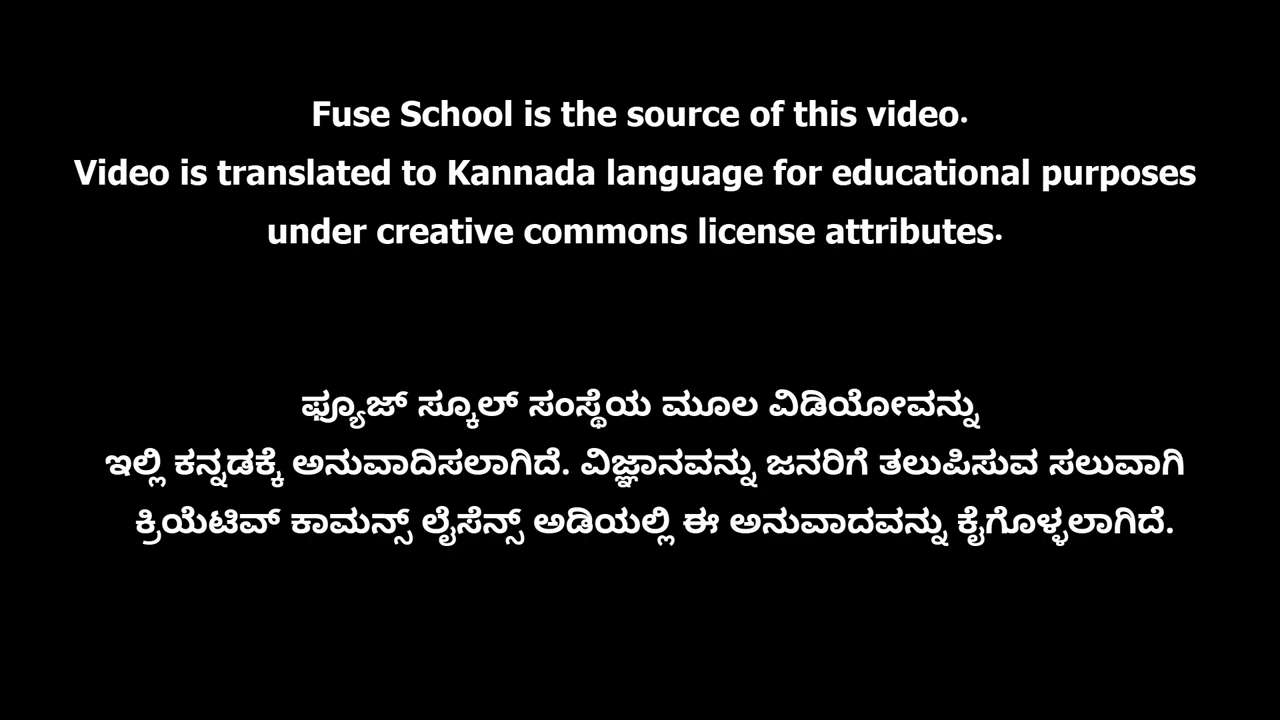 Fuse School is the source of this video.
Video is translated to Kannada language for educational purposes
under creative commons license attributes.
ಫ್ಯೂಜ್ ಸ್ಕೂಲ್ ಸಂಸ್ಥೆಯ ಮೂಲ ವಿಡಿಯೋವನ್ನು
ಇಲ್ಲಿ ಕನ್ನಡಕ್ಕೆ ಅನುವಾದಿಸಲಾಗಿದೆ. ವಿಜ್ಞಾನವನ್ನು ಜನರಿಗೆ ತಲುಪಿಸುವ ಸಲುವಾಗಿ
ಕ್ರಿಯೆಟಿವ್ ಕಾಮನ್ಸ್ ಲೈಸೆನ್ಸ್ ಅಡಿಯಲ್ಲಿ ಈ ಅನುವಾದವನ್ನು ಕೈಗೊಳ್ಳಲಾಗಿದೆ.